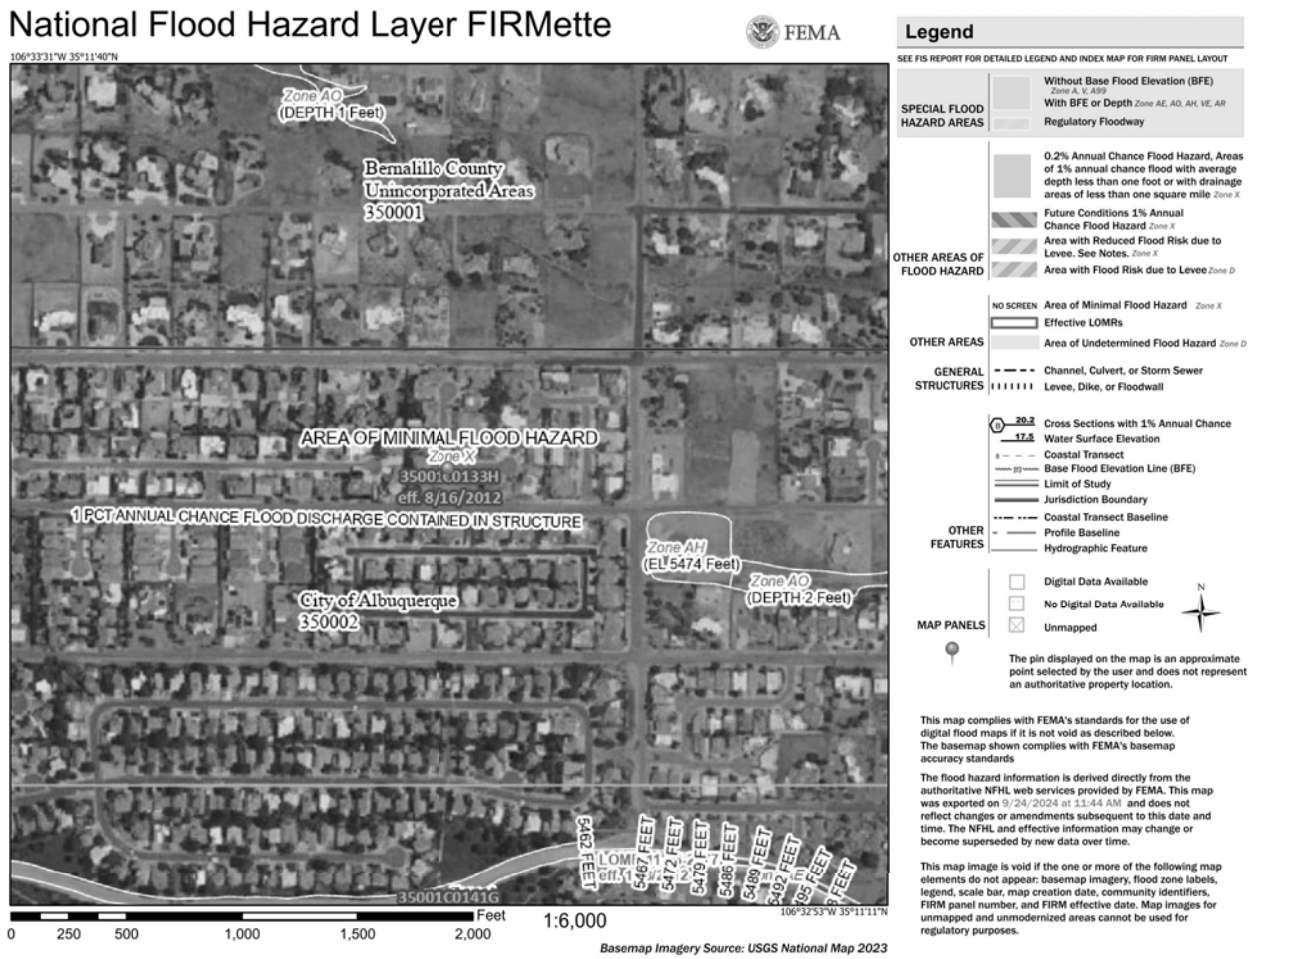 National Flood Hazard Layer FIRMette
FEMA
106°33'31"W 35°11'40"N
Zone AO
(DEPTH 1 Feet)
Bernalillo County
Unincorporated Areas
350001
AREA OF MINIMAL FLOOD HAZARD
Zone X
35001C0133H
eff. 8/16/2012
1 PCT ANNUAL CHANCE FLOOD DISCHARGE CONTAINED IN STRUCTURE
Zone AH
(EL 5474 Feet)
Zone AO
(DEPTH 2 Feet)
City of Albuquerque
350002
5462 FEET
5467 FEET
5472 FEET
5479 FEET
5486 FEET
5489 FEET
5492 FEET
FEET
FEET
35001C0141G
106°32'53"W 35°11'11"N
Feet
0 250 500 1,000 1,500 2,000
1:6,000
Basemap Imagery Source: USGS National Map 2023
Legend
SEE FIS REPORT FOR DETAILED LEGEND AND INDEX MAP FOR FIRM PANEL LAYOUT
SPECIAL FLOOD
HAZARD AREAS
Without Base Flood Elevation (BFE)
Zone A, V, A99
With BFE or Depth Zone AE, AO, AH, VE, AR
Regulatory Floodway
OTHER AREAS OF
FLOOD HAZARD
0.2% Annual Chance Flood Hazard, Areas
of 1% annual chance flood with average
depth less than one foot or with drainage
areas of less than one square mile Zone X
Future Conditions 1% Annual
Chance Flood Hazard Zone X
Area with Reduced Flood Risk due to
Levee. See Notes. Zone X
Area with Flood Risk due to Levee Zone D
OTHER AREAS
NO SCREEN Area of Minimal Flood Hazard Zone X
Effective LOMRs
Area of Undetermined Flood Hazard Zone D
GENERAL
STRUCTURES
Channel, Culvert, or Storm Sewer
Levee, Dike, or Floodwall
OTHER
FEATURES
B 20.2 Cross Sections with 1% Annual Chance
17.5 Water Surface Elevation
8 Coastal Transect
513 Base Flood Elevation Line (BFE)
Limit of Study
Jurisdiction Boundary
Coastal Transect Baseline
Profile Baseline
Hydrographic Feature
MAP PANELS
Digital Data Available
No Digital Data Available
Unmapped
N
The pin displayed on the map is an approximate
point selected by the user and does not represent
an authoritative property location.
This map complies with FEMA's standards for the use of
digital flood maps if it is not void as described below.
The basemap shown complies with FEMA's basemap
accuracy standards
The flood hazard information is derived directly from the
authoritative NFHL web services provided by FEMA. This map
was exported on 9/24/2024 at 11:44 AM and does not
reflect changes or amendments subsequent to this date and
time. The NFHL and effective information may change or
become superseded by new data over time.
This map image is void if the one or more of the following map
elements do not appear: basemap imagery, flood zone labels,
legend, scale bar, map creation date, community identifiers,
FIRM panel number, and FIRM effective date. Map images for
unmapped and unmodernized areas cannot be used for
regulatory purposes.